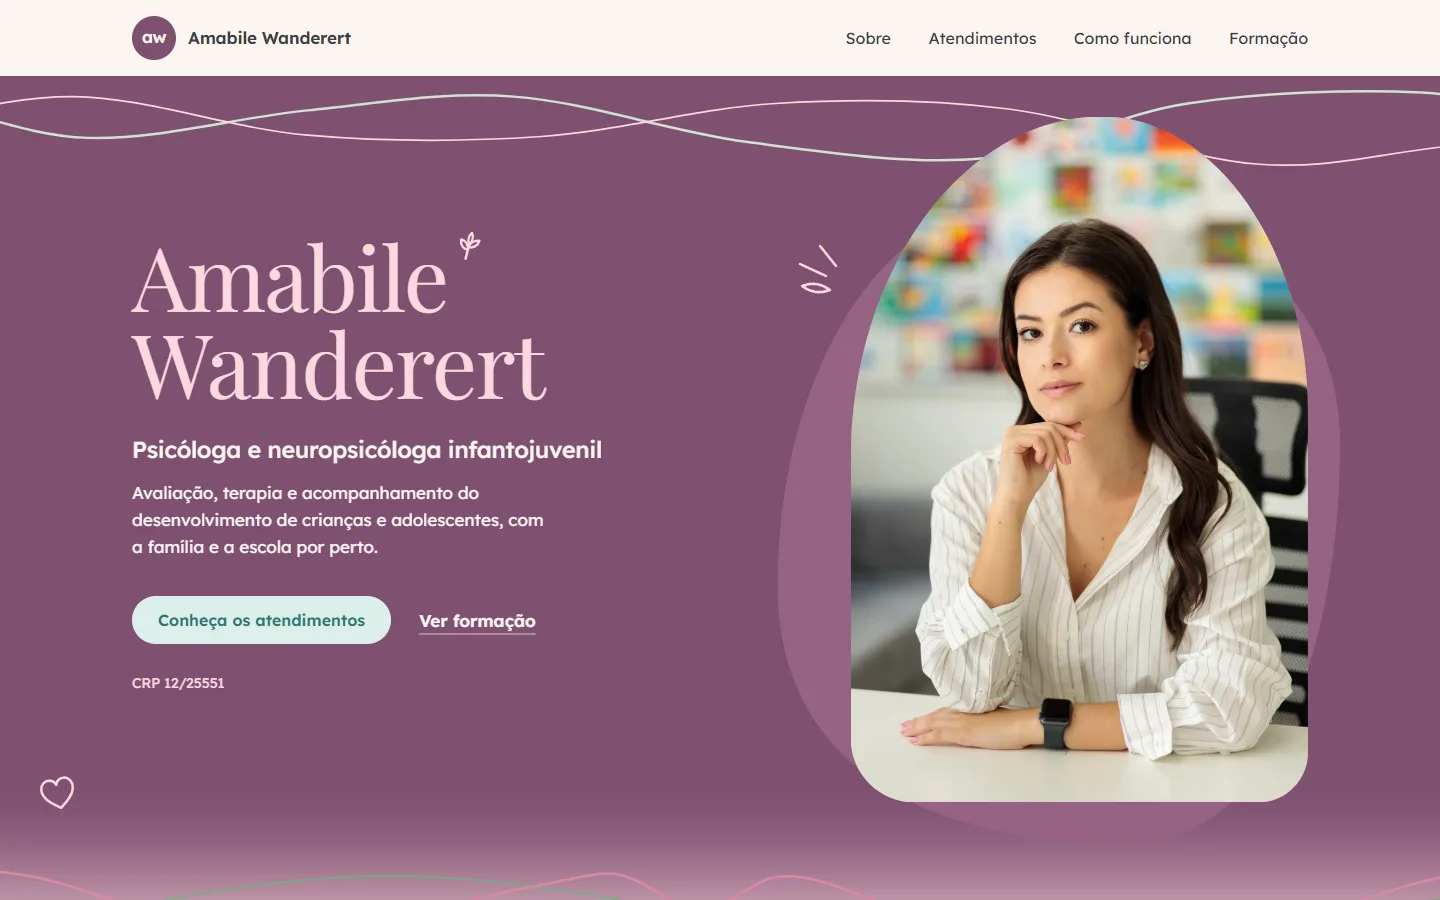 aw
Amabile Wanderert
Sobre
Atendimentos
Como funciona
Formação
Amabile
Wanderert
Psicóloga e neuropsicóloga infantojuvenil
Avaliação, terapia e acompanhamento do
desenvolvimento de crianças e adolescentes, com
a família e a escola por perto.
Conheça os atendimentos
Ver formação
CRP 12/25551